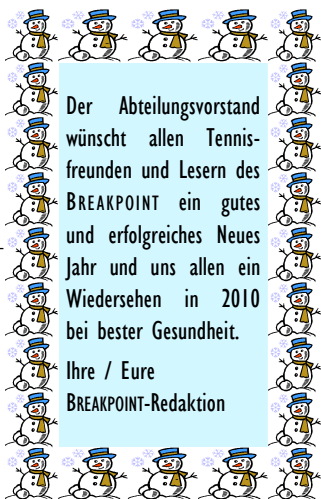 Der Abteilungsvorstand
wünscht allen Tennis-
freunden und Lesern des
BREAKPOINT ein gutes
und erfolgreiches Neues
Jahr und uns allen ein
Wiedersehen in 2010
bei bester Gesundheit.
Ihre / Eure
BREAKPOINT-Redaktion